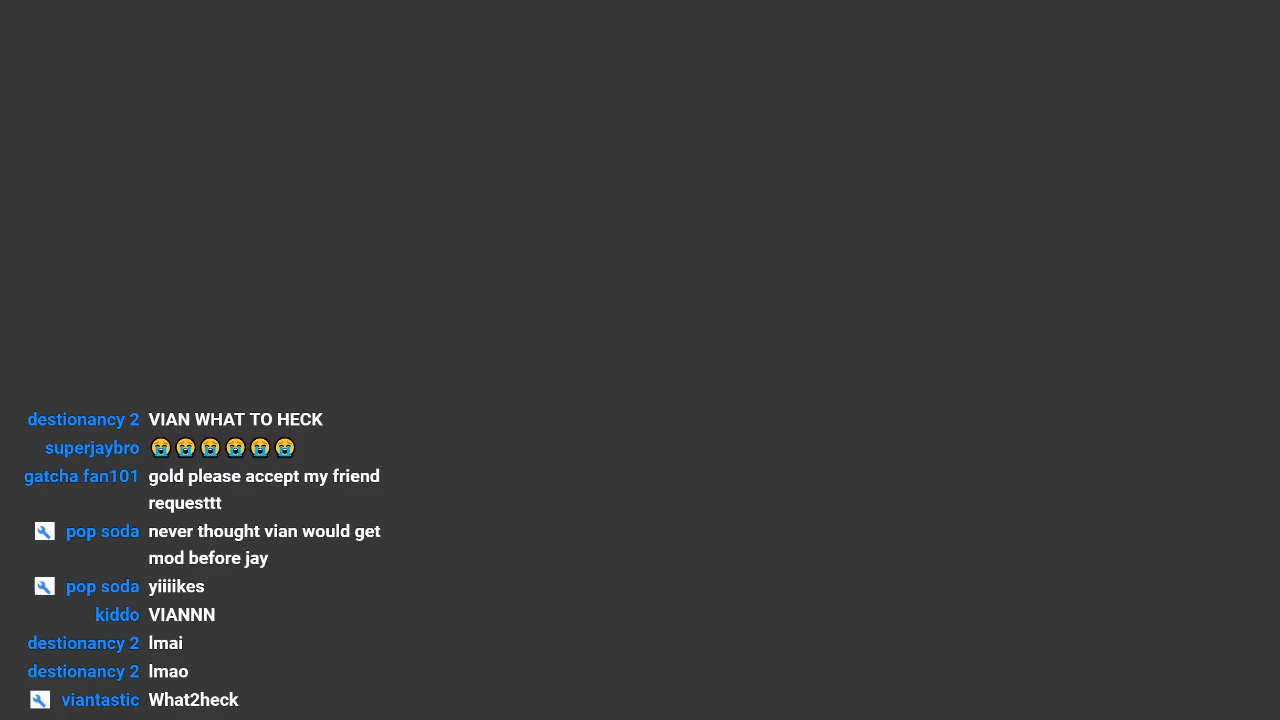 destionancy 2 VIAN WHAT TO HECK
superjaybro 😭😭😭😭😭😭
gatcha fan101 gold please accept my friend
requesttt
pop soda never thought vian would get
mod before jay
pop soda yiiiikes
kiddo VIANNN
destionancy 2 lmai
destionancy 2 lmao
viantastic What2heck